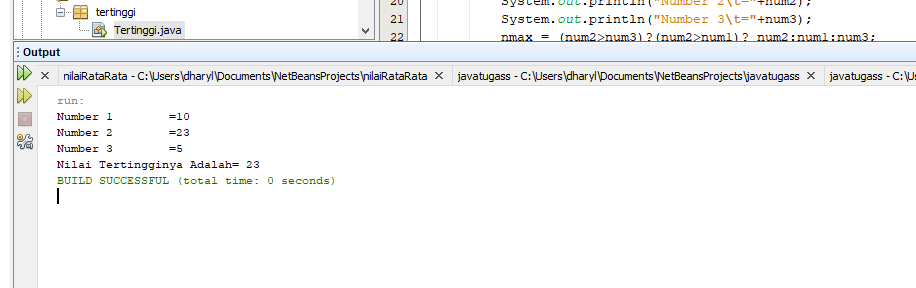 tertinggi
Tertinggi.java
20 System.out.println("Number 2\t="+num2);
21 System.out.println("Number 3\t="+num3);
22 nmax = (num2>num3)?(num2>num1)? num2:num1:num3;
Output
nilaiRataRata - C:\Users\dharyl\Documents\NetBeansProjects\nilaiRataRata
javatugass - C:\Users\dharyl\Documents\NetBeansProjects\javatugass
javatugass - C:\Us
run:
Number 1 =10
Number 2 =23
Number 3 =5
Nilai Tertingginya Adalah= 23
BUILD SUCCESSFUL (total time: 0 seconds)